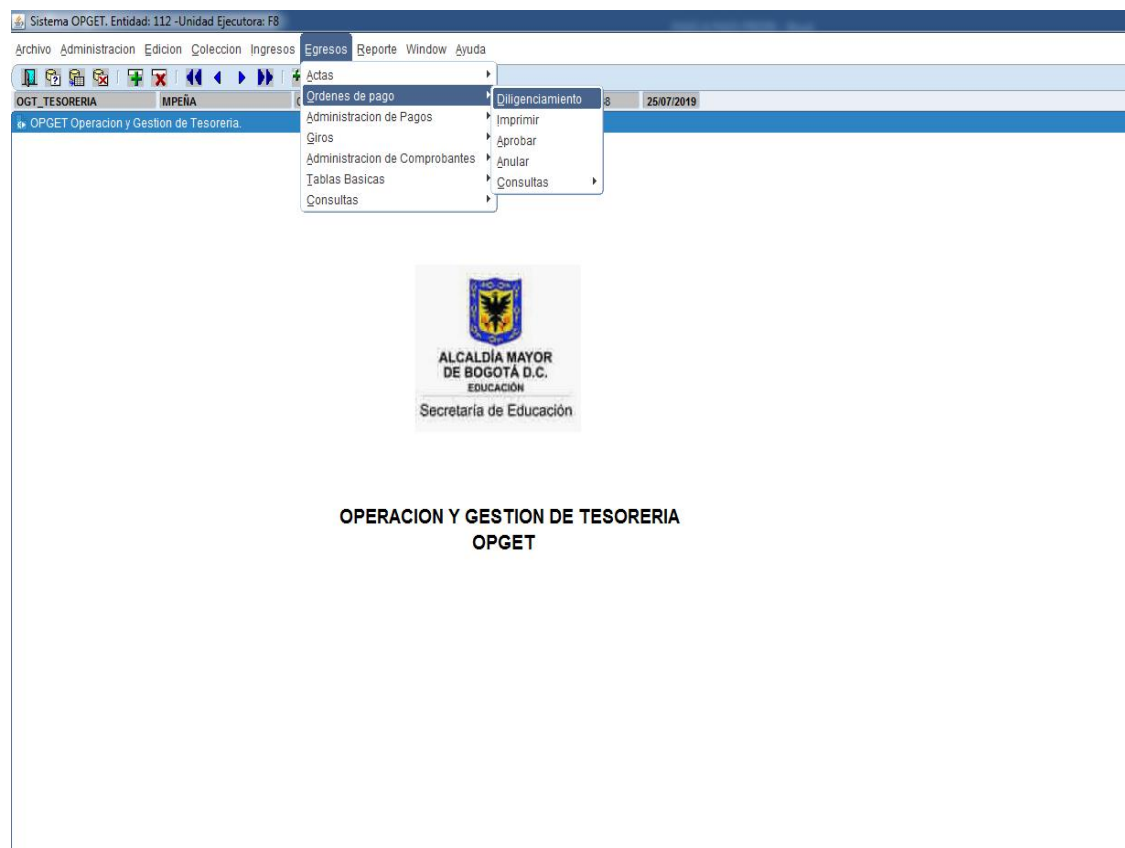 Sistema OPGET. Entidad: 112 -Unidad Ejecutora: F8
Archivo Administracion Edicion Coleccion Ingresos Egresos Reporte Window Ayuda
OGT_TESORERIA MPEÑA 25/07/2019
OPGET Operacion y Gestion de Tesoreria.
Actas
Ordenes de pago
Administracion de Pagos
Giros
Administracion de Comprobantes
Tablas Basicas
Consultas
Diligenciamiento
Imprimir
Aprobar
Anular
Consultas
ALCALDÍA MAYOR
DE BOGOTÁ D.C.
EDUCACIÓN
Secretaría de Educación
OPERACION Y GESTION DE TESORERIA
OPGET